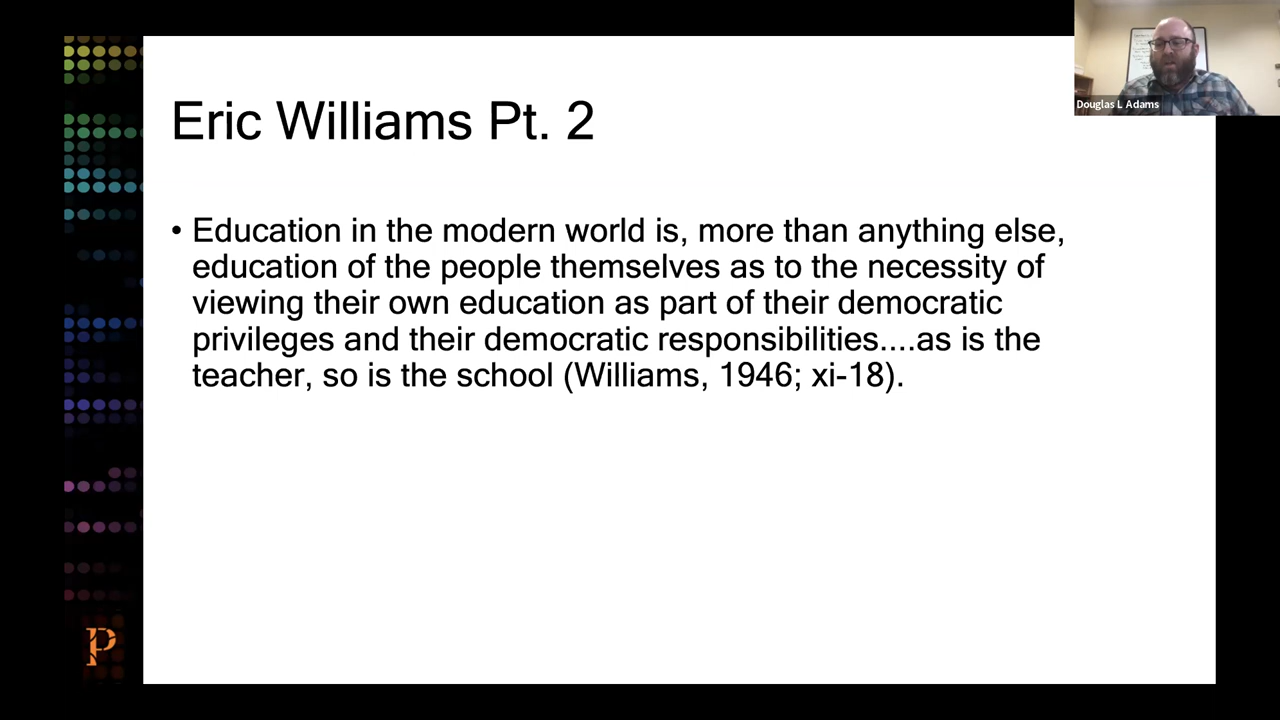 Eric Williams Pt. 2
• Education in the modern world is, more than anything else,
education of the people themselves as to the necessity of
viewing their own education as part of their democratic
privileges and their democratic responsibilities....as is the
teacher, so is the school (Williams, 1946; xi-18).
Douglas L Adams
P